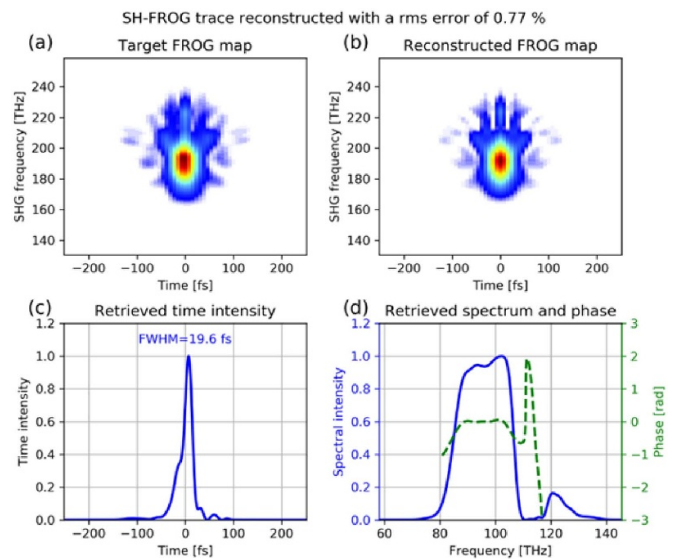 SH-FROG trace reconstructed with a rms error of 0.77 %
(a) Target FROG map
(b) Reconstructed FROG map
SHG frequency [THz]
240
220
200
180
160
140
−200 −100 0 100 200
Time [fs]
SHG frequency [THz]
240
220
200
180
160
140
−200 −100 0 100 200
Time [fs]
(c) Retrieved time intensity
FWHM=19.6 fs
Time intensity
1.2
1.0
0.8
0.6
0.4
0.2
0.0
−200 −100 0 100 200
Time [fs]
(d) Retrieved spectrum and phase
Spectral intensity
1.2
1.0
0.8
0.6
0.4
0.2
0.0
60 80 100 120 140
Frequency [THz]
3
2
1
0
−1
−2
−3
Phase [rad]